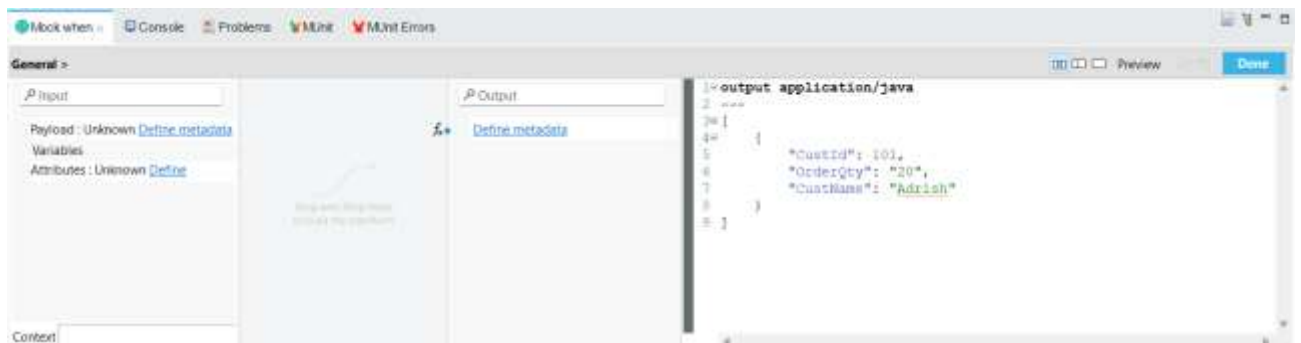 Mock when
Console
Problems
MUnit
MUnit Errors
General >
Preview
Done
Input
Payload : Unknown Define metadata
Variables
Attributes : Unknown Define
Context
Output
Define metadata
1 output application/java
2 ---
3 [
4 {
5 "CustId": 101,
6 "OrderQty": "20",
7 "CustName": "Adrish"
8 }
9 ]